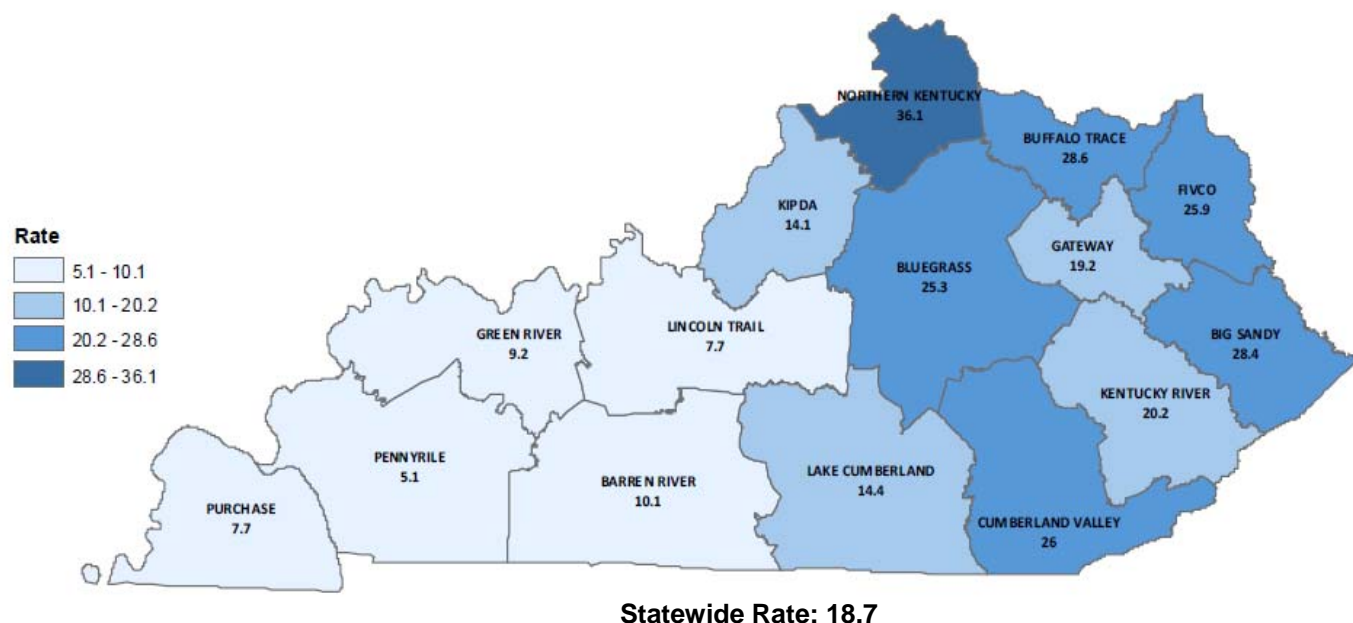 NORTHERN KENTUCKY
36.1
BUFFALO TRACE
28.6
FIVCO
25.9
KIPDA
14.1
GATEWAY
19.2
Rate
5.1 - 10.1
10.1 - 20.2
20.2 - 28.6
28.6 - 36.1
BLUEGRASS
25.3
LINCOLN TRAIL
7.7
GREEN RIVER
9.2
BIG SANDY
28.4
KENTUCKY RIVER
20.2
PENNYRILE
5.1
BARREN RIVER
10.1
LAKE CUMBERLAND
14.4
PURCHASE
7.7
CUMBERLAND VALLEY
26
Statewide Rate: 18.7